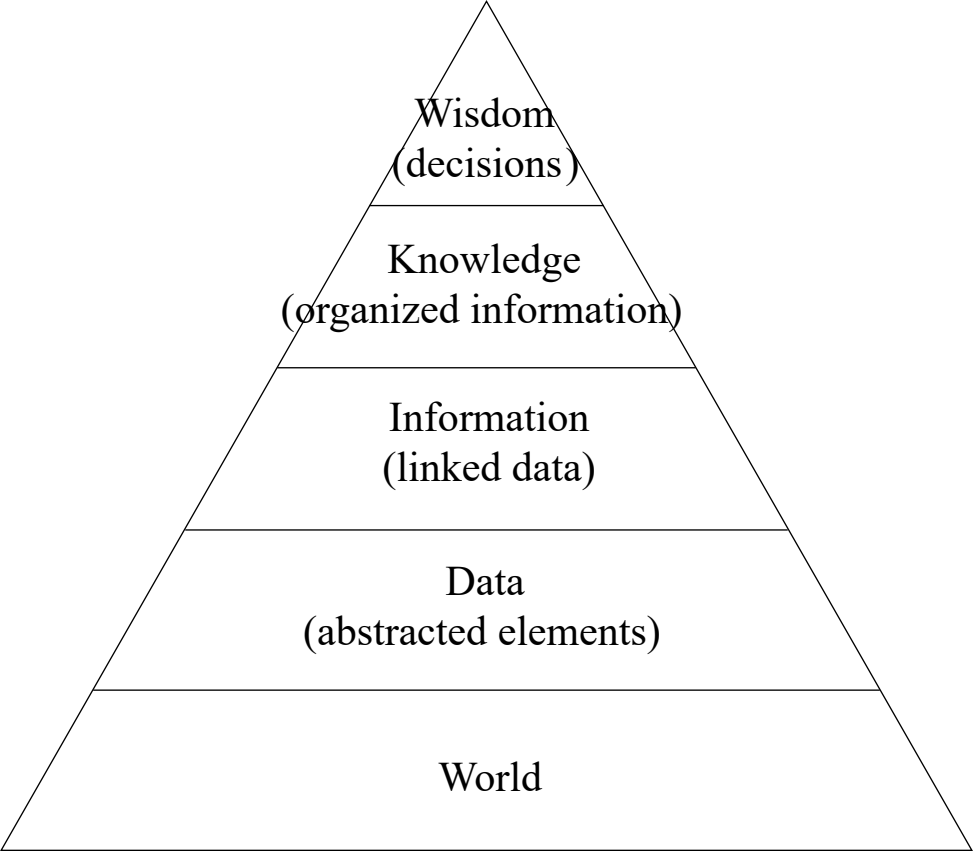 Wisdom
(decisions)
Knowledge
(organized information)
Information
(linked data)
Data
(abstracted elements)
World